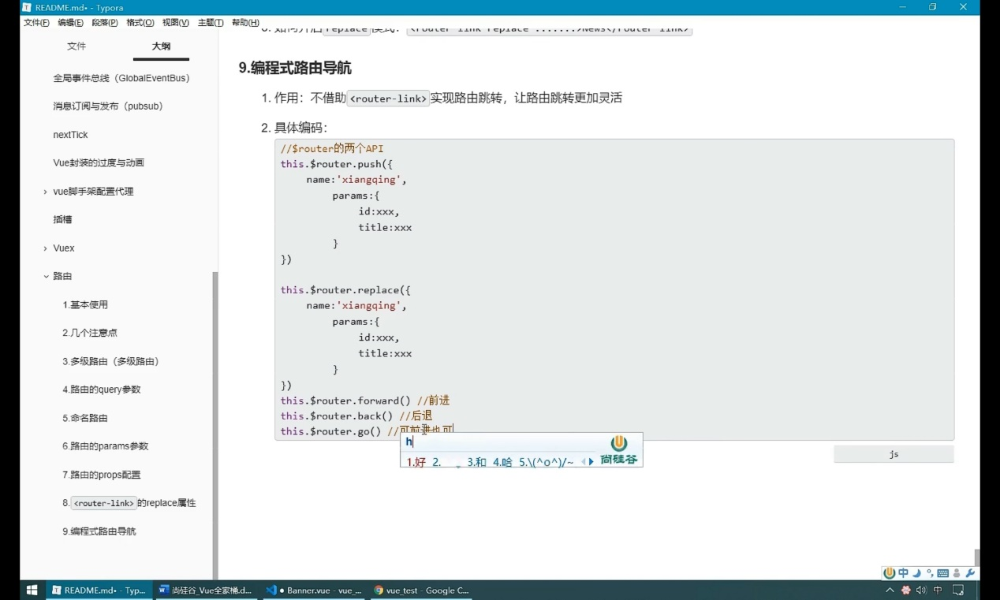 README.md• - Typora
文件(F) 编辑(E) 段落(P) 格式(O) 视图(V) 主题(T) 帮助(H)
文件 大纲
全局事件总线（GlobalEventBus）
消息订阅与发布（pubsub）
nextTick
Vue封装的过度与动画
vue脚手架配置代理
插槽
Vuex
路由
1.基本使用
2.几个注意点
3.多级路由（多级路由）
4.路由的query参数
5.命名路由
6.路由的params参数
7.路由的props配置
8.<router-link>的replace属性
9.编程式路由导航
3. 如何开启replace模式：<router-link replace .......>News</router-link>
9.编程式路由导航
1. 作用：不借助<router-link>实现路由跳转，让路由跳转更加灵活
2. 具体编码：
//$router的两个API
this.$router.push({
name:'xiangqing',
params:{
id:xxx,
title:xxx
}
})
this.$router.replace({
name:'xiangqing',
params:{
id:xxx,
title:xxx
}
})
this.$router.forward() //前进
this.$router.back() //后退
this.$router.go() //可前进也可
h
1.好 2. 3.和 4.哈 5.\(^o^)/~
尚硅谷
js
中
README.md• - Typ...
尚硅谷_Vue全家桶.d...
● Banner.vue - vue_...
vue_test - Google C...
中